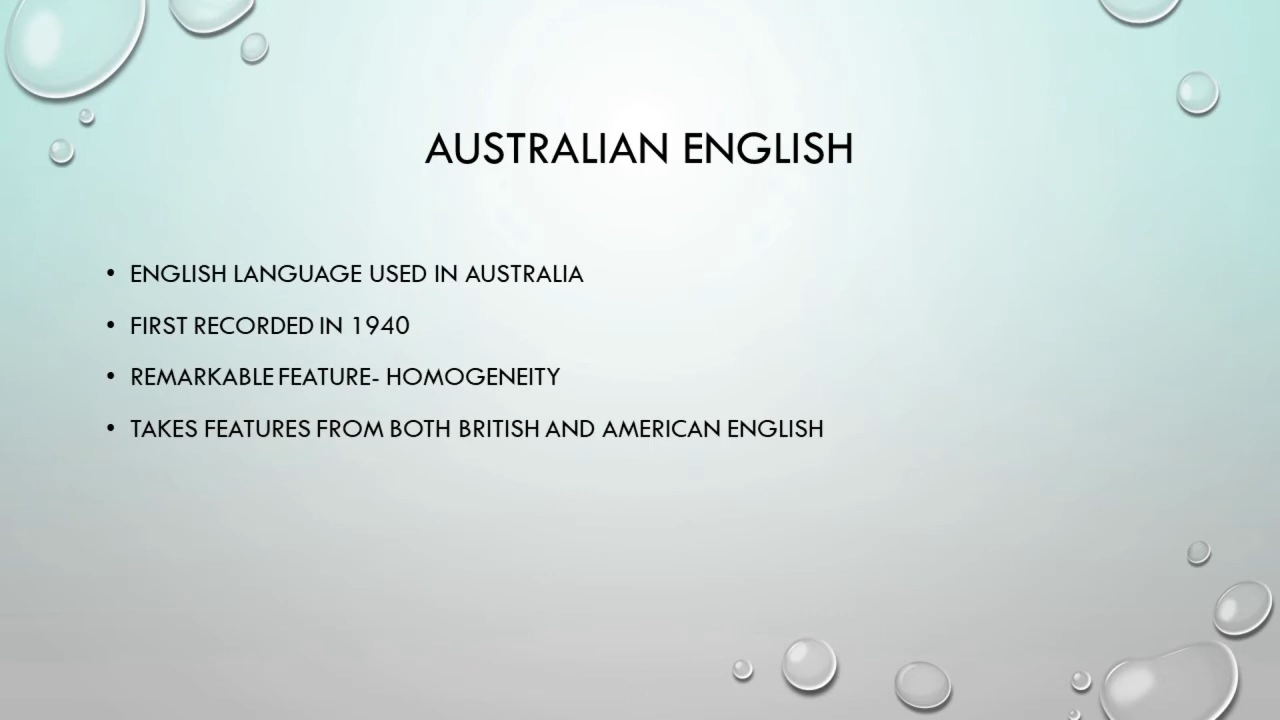 AUSTRALIAN ENGLISH
• ENGLISH LANGUAGE USED IN AUSTRALIA
• FIRST RECORDED IN 1940
• REMARKABLE FEATURE- HOMOGENEITY
• TAKES FEATURES FROM BOTH BRITISH AND AMERICAN ENGLISH